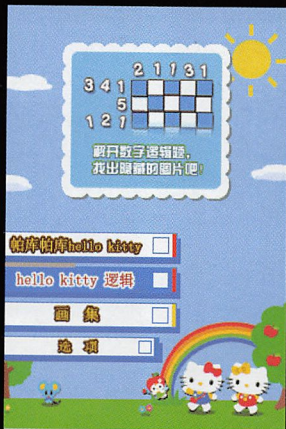 2 1 1 3 1
3 4 1
5
1 2 1
解开数字逻辑题，
找出隐藏的图片吧！
帕库帕库hello kitty
hello kitty 逻辑
画 集
选 项